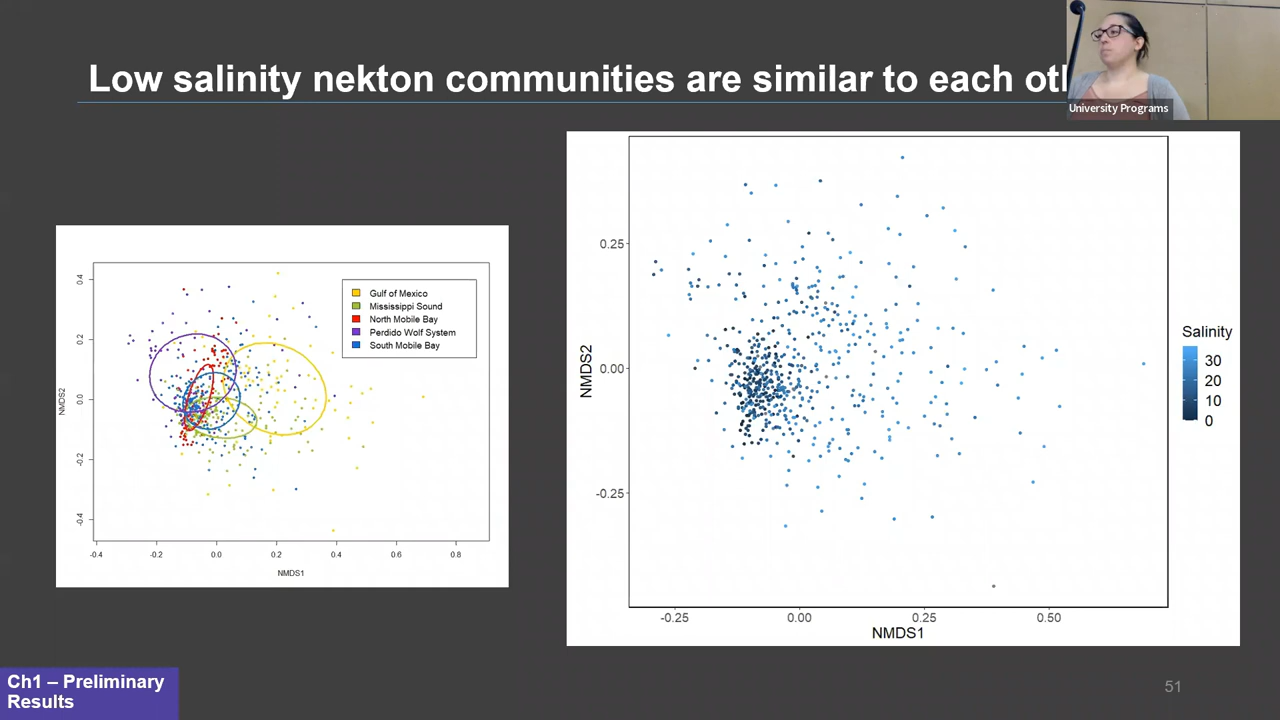 Low salinity nekton communities are similar to each
University Programs
0.4
0.2
0.0
-0.2
-0.4
NMDS2
-0.4 -0.2 0.0 0.2 0.4 0.6 0.8
NMDS1
Gulf of Mexico
Mississippi Sound
North Mobile Bay
Perdido Wolf System
South Mobile Bay
0.25
0.00
-0.25
NMDS2
-0.25 0.00 0.25 0.50
NMDS1
Salinity
30
20
10
0
Ch1 – Preliminary
Results
51